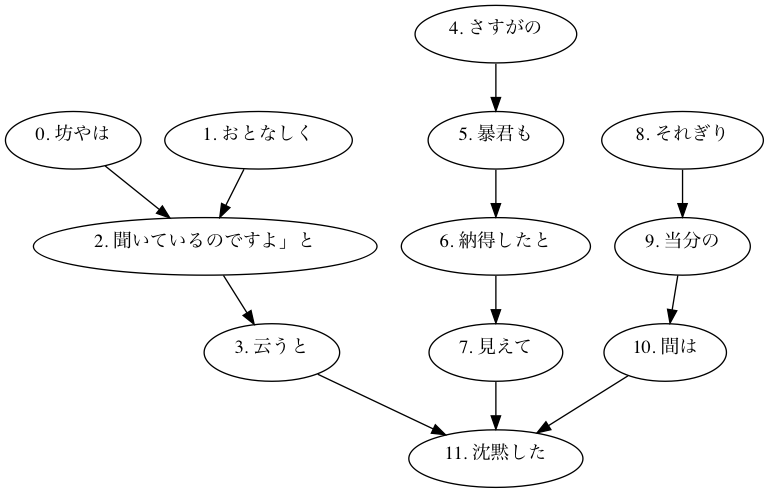 4. さすがの
0. 坊やは
1. おとなしく
5. 暴君も
8. それぎり
2. 聞いているのですよ」と
6. 納得したと
9. 当分の
3. 云うと
7. 見えて
10. 間は
11. 沈黙した